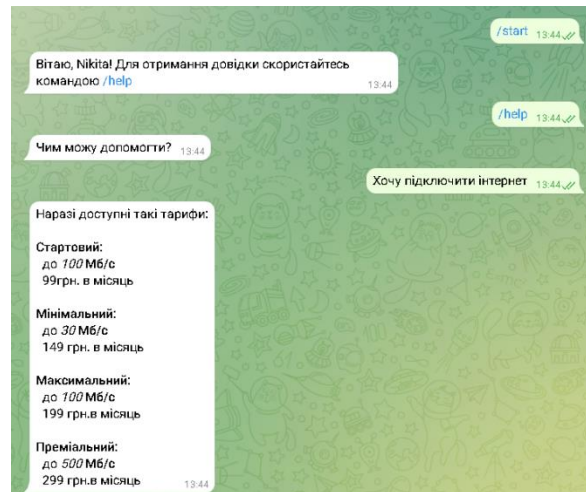 /start 13:44
Вітаю, Nikita! Для отримання довідки скористайтесь
командою /help 13:44
/help 13:44
Чим можу допомогти? 13:44
Хочу підключити інтернет 13:44
Наразі доступні такі тарифи:
Стартовий:
до 100 Мб/с
99грн. в місяць
Мінімальний:
до 30 Мб/с
149 грн. в місяць
Максимальний:
до 100 Мб/с
199 грн.в місяць
Преміальний:
до 500 Мб/с
299 грн. в місяць 13:44